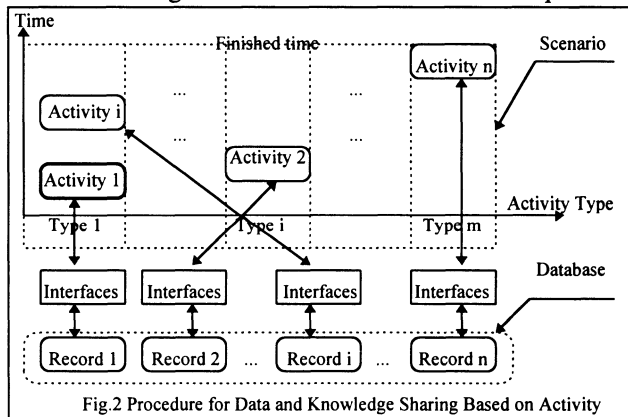 Time
Finished time
Scenario
Activity n
... ...
Activity i
... ...
Activity 2
Activity 1
Activity Type
Type 1 Type i Type m
Database
Interfaces Interfaces Interfaces Interfaces
Record 1 Record 2 ... Record i ... Record n
Fig.2 Procedure for Data and Knowledge Sharing Based on Activity